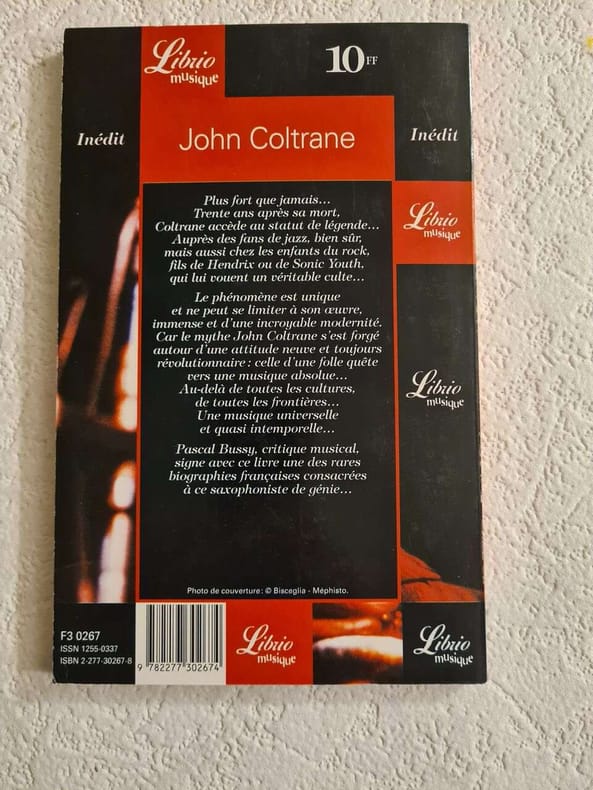 Librio
musique
10 FF
Inédit
John Coltrane
Inédit
Plus fort que jamais...
Trente ans après sa mort,
Coltrane accède au statut de légende...
Auprès des fans de jazz, bien sûr,
mais aussi chez les enfants du rock,
fils de Hendrix ou de Sonic Youth,
qui lui vouent un véritable culte...
Librio
musique
Le phénomène est unique
et ne peut se limiter à son œuvre,
immense et d'une incroyable modernité.
Car le mythe John Coltrane s'est forgé
autour d'une attitude neuve et toujours
révolutionnaire : celle d'une folle quête
vers une musique absolue...
Au-delà de toutes les cultures,
de toutes les frontières...
Une musique universelle
et quasi intemporelle...
Librio
musique
Pascal Bussy, critique musical,
signe avec ce livre une des rares
biographies françaises consacrées
à ce saxophoniste de génie...
Photo de couverture : © Bisceglia - Méphisto.
F3 0267
ISSN 1255-0337
ISBN 2-277-30267-8
9 782277 302674
Librio
musique
Librio
musique